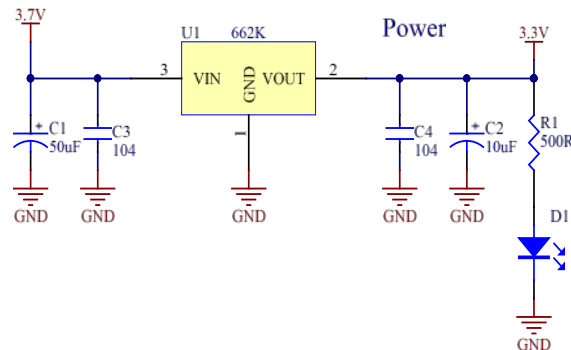 3.7V
U1 662K
Power
3.3V
3 VIN GND VOUT 2
1
C1
50uF
C3
104
C4
104
C2
10uF
R1
500R
GND
GND
GND
GND
GND
D1
GND